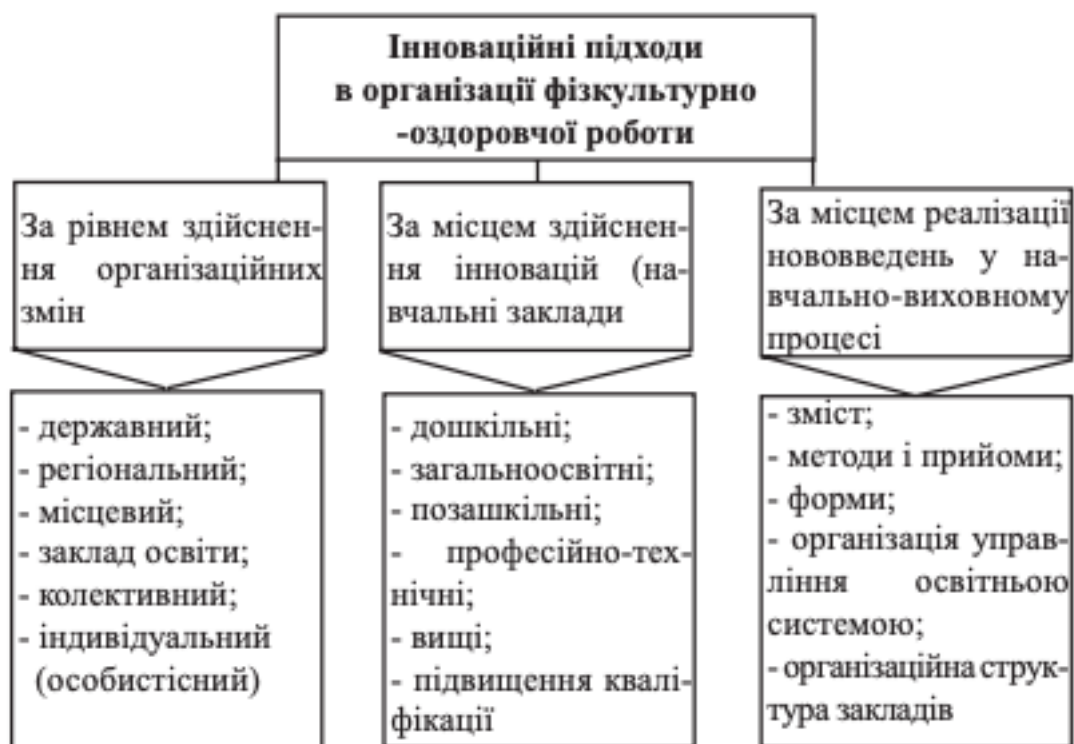 Інноваційні підходи
в організації фізкультурно
-оздоровчої роботи
За рівнем здійснен-
ня організаційних
змін
За місцем здійснен-
ня інновацій (на-
вчальні заклади
За місцем реалізації
нововведень у на-
вчально-виховному
процесі
- державний;
- регіональний;
- місцевий;
- заклад освіти;
- колективний;
- індивідуальний
(особистісний)
- дошкільні;
- загальноосвітні;
- позашкільні;
- професійно-тех-
нічні;
- вищі;
- підвищення квалі-
фікації
- зміст;
- методи і прийоми;
- форми;
- організація управ-
ління освітньою
системою;
- організаційна струк-
тура закладів